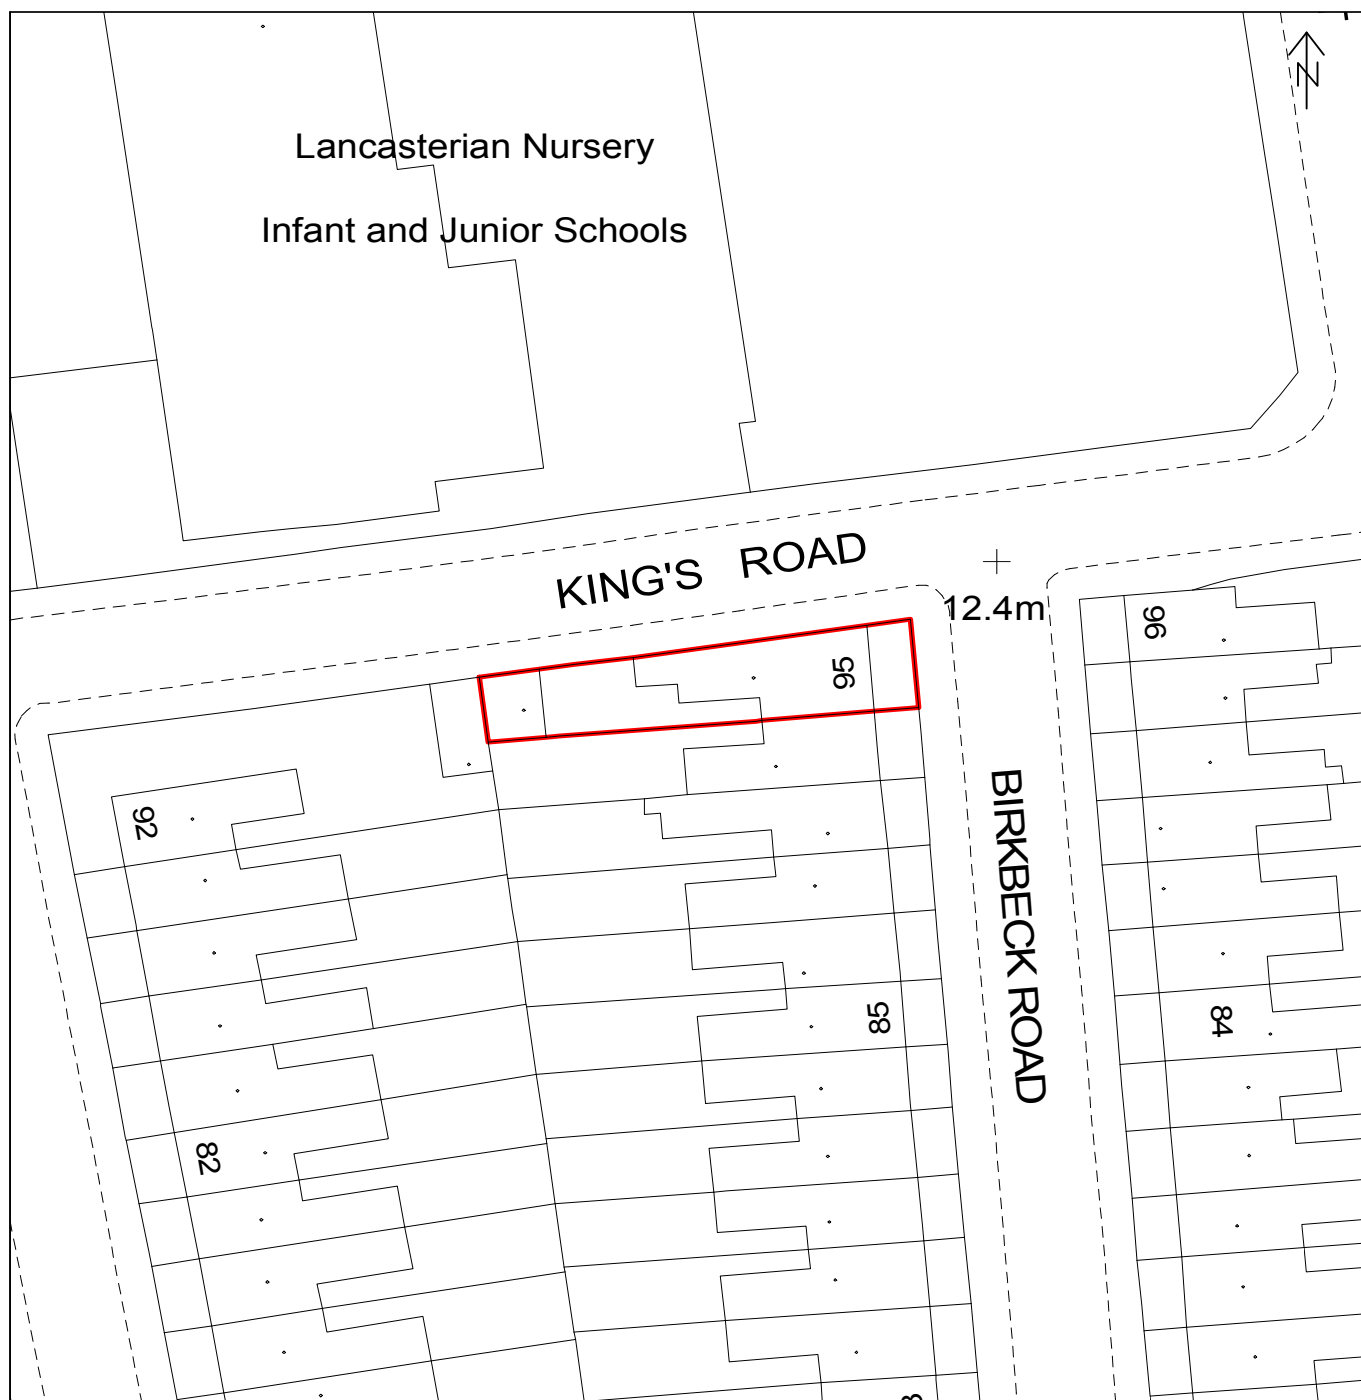 Lancasterian Nursery
Infant and Junior Schools
N
KING'S ROAD
12.4m
96
95
92
BIRKBECK ROAD
85
84
82